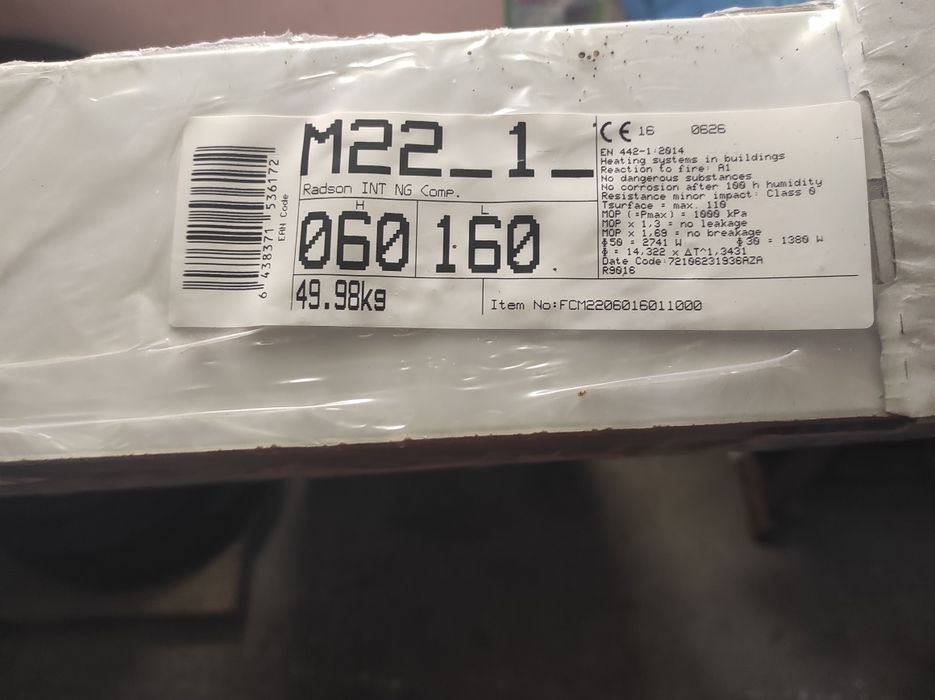 M22_1_
Radson INT NG Comp.
H
060
L
160
49.98kg
Item No:FCM2206016011000
6 438371 536172
EAN Code
CE 16 0626
EN 442-1:2014
Heating systems in buildings
Reaction to fire: A1
No dangerous substances
No corrosion after 100 h humidity
Resistance minor impact: Class 0
Tsurface = max. 110
MOP (=Pmax) = 1000 kPa
MOP x 1,3 = no leakage
MOP x 1,69 = no breakage
Φ50 = 2741 W Φ30 = 1380 W
Φ = 14,322 x ΔT^1,3431
Date Code:72106231936AZA
R9016